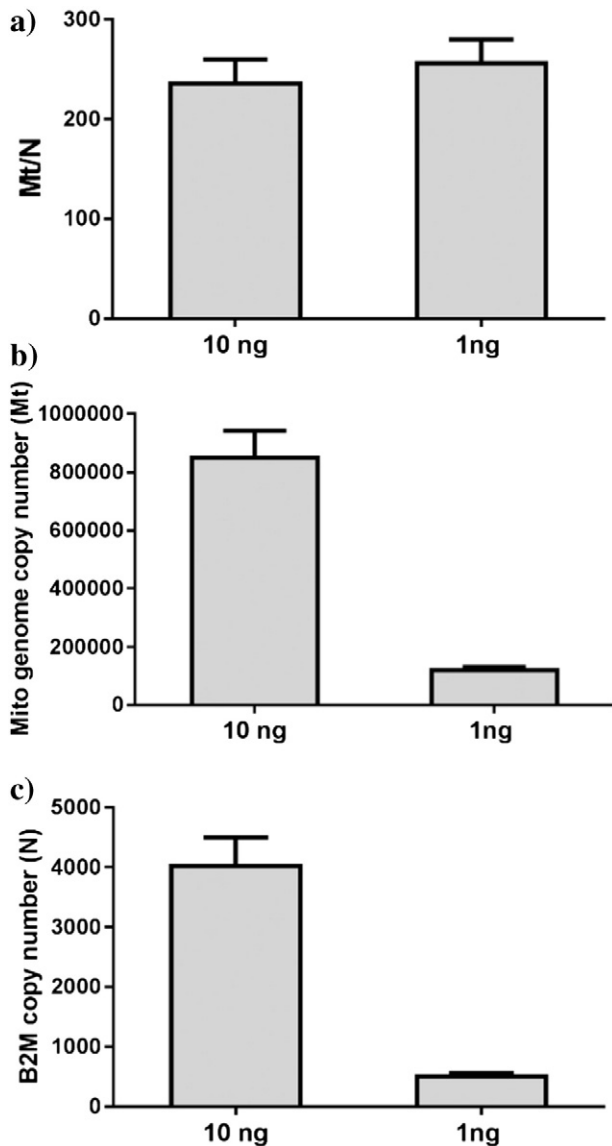 a)
Mt/N
300
200
100
0
10 ng
1ng
b)
Mito genome copy number (Mt)
1000000
800000
600000
400000
200000
0
10 ng
1ng
c)
B2M copy number (N)
5000
4000
3000
2000
1000
0
10 ng
1ng